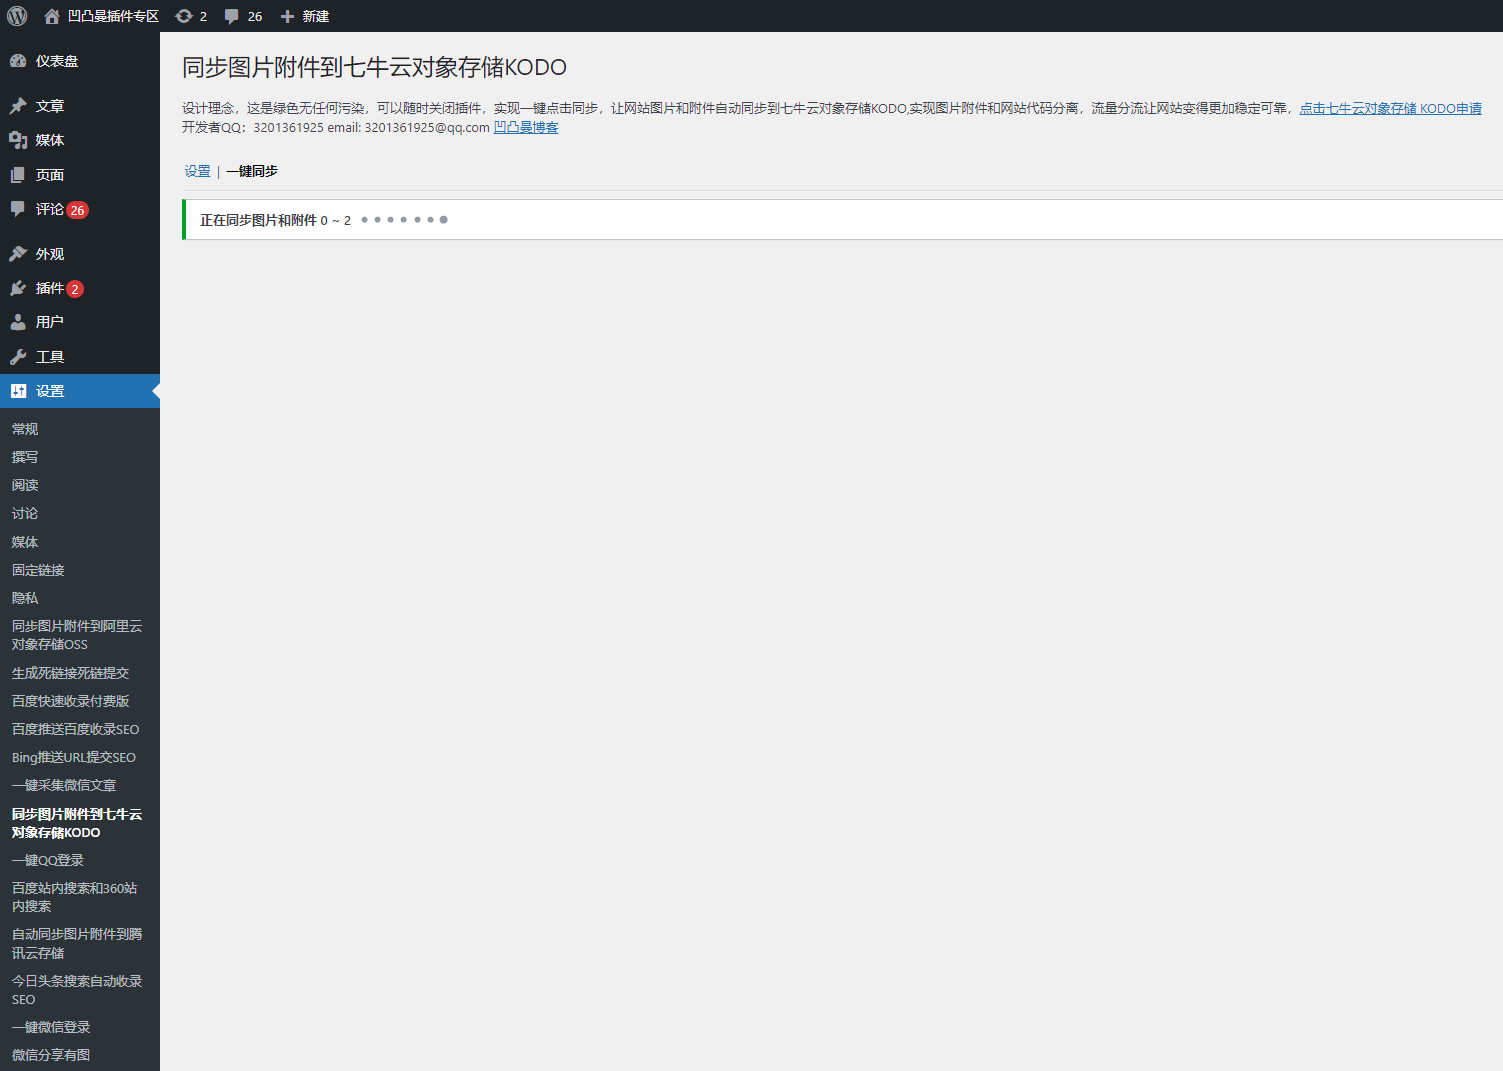 凹凸曼插件专区 2 26 新建
仪表盘
文章
媒体
页面
评论 26
外观
插件 2
用户
工具
设置
常规
撰写
阅读
讨论
媒体
固定链接
隐私
同步图片附件到阿里云
对象存储OSS
生成死链接死链提交
百度快速收录付费版
百度推送百度收录SEO
Bing推送URL提交SEO
一键采集微信文章
同步图片附件到七牛云
对象存储KODO
一键QQ登录
百度站内搜索和360站
内搜索
自动同步图片附件到腾
讯云存储
今日头条搜索自动收录
SEO
一键微信登录
微信分享有图
同步图片附件到七牛云对象存储KODO
设计理念，这是绿色无任何污染，可以随时关闭插件，实现一键点击同步，让网站图片和附件自动同步到七牛云对象存储KODO,实现图片附件和网站代码分离，流量分流让网站变得更加稳定可靠，点击七牛云对象存储 KODO申请
开发者QQ：3201361925 email: 3201361925@qq.com 凹凸曼博客
设置 | 一键同步
正在同步图片和附件 0 ~ 2